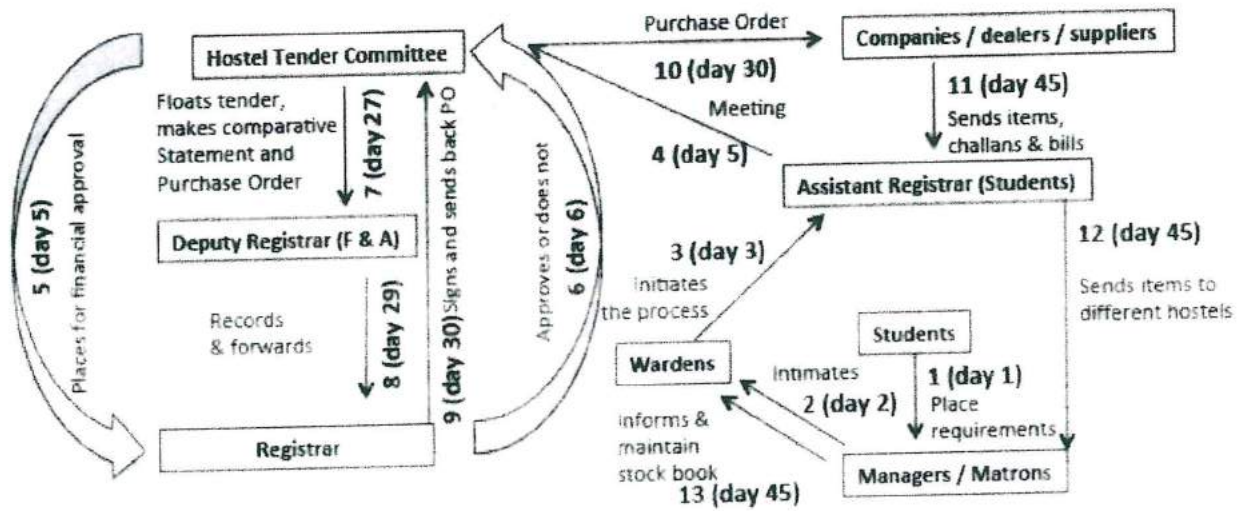 Hostel Tender Committee
Floats tender,
makes comparative
Statement and
Purchase Order
7 (day 27)
Deputy Registrar (F & A)
Records
& forwards
8 (day 29)
Registrar
9 (day 30) Signs and sends back PO
5 (day 5)
Places for financial approval
Approves or does not
6 (day 6)
Purchase Order
10 (day 30)
Companies / dealers / suppliers
11 (day 45)
Sends items,
challans & bills
Meeting
4 (day 5)
Assistant Registrar (Students)
3 (day 3)
Initiates
the process
12 (day 45)
Sends items to
different hostels
Students
1 (day 1)
Place
requirements
Wardens
Intimates
2 (day 2)
Informs &
maintain
stock book
13 (day 45)
Managers / Matrons